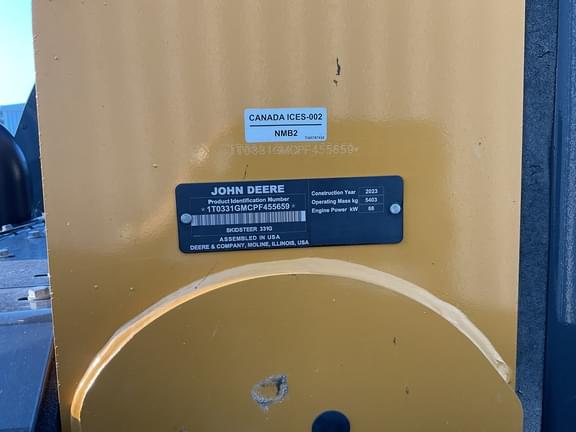 CANADA ICES-002
NMB2
1T0331GMCPF455659*
JOHN DEERE
Product Identification Number
*1T0331GMCPF455659*
SKIDSTEER 331G
ASSEMBLED IN USA
DEERE & COMPANY, MOLINE, ILLINOIS, USA
Construction Year 2023
Operating Mass kg 5403
Engine Power kW 68